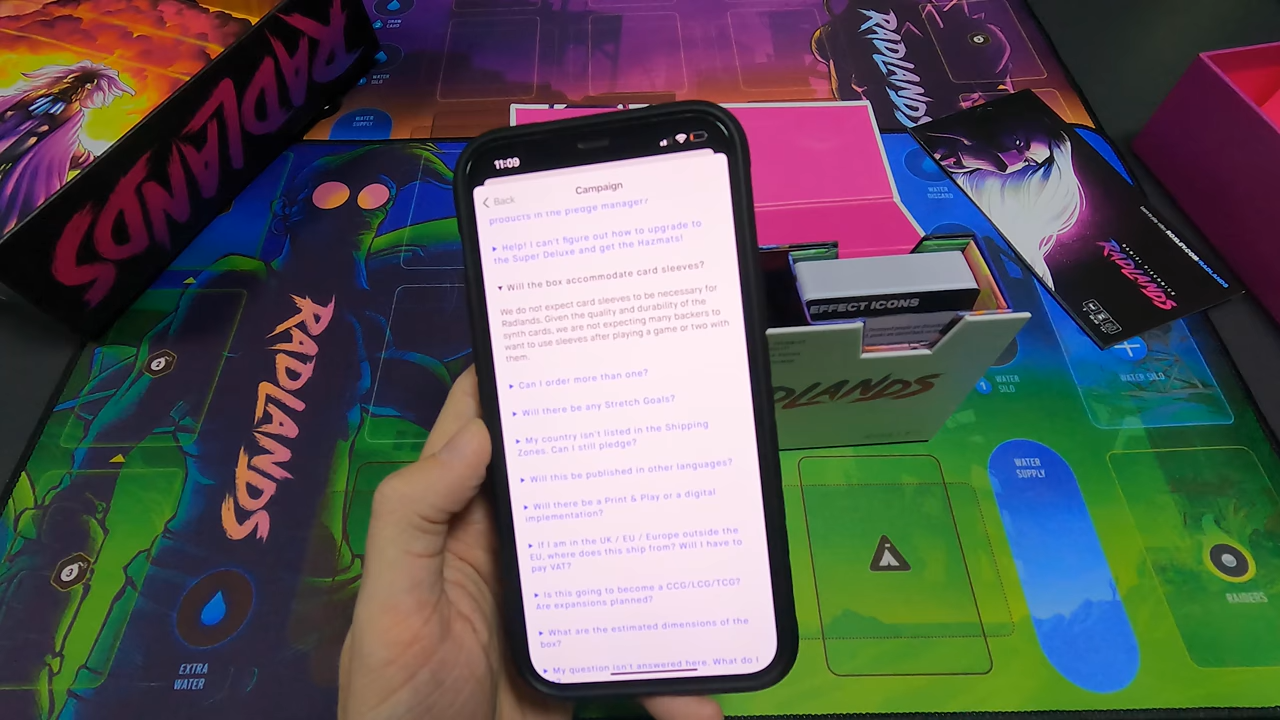 RADLANDS
DRAW
CARD
WATER
SILO
WATER
SUPPLY
RADLANDS
11:09
Back
Campaign
products in the pledge manager?
▸ Help! I can't figure out how to upgrade to
the Super Deluxe and get the Hazmats!
▾ Will the box accommodate card sleeves?
We do not expect card sleeves to be necessary for
Radlands. Given the quality and durability of the
synth cards, we are not expecting many backers to
want to use sleeves after playing a game or two with
them.
▸ Can I order more than one?
▸ Will there be any Stretch Goals?
▸ My country isn't listed in the Shipping
Zones. Can I still pledge?
▸ Will this be published in other languages?
▸ Will there be a Print & Play or a digital
implementation?
▸ If I am in the UK / EU / Europe outside the
EU, where does this ship from? Will I have to
pay VAT?
▸ Is this going to become a CCG/LCG/TCG?
Are expansions planned?
▸ What are the estimated dimensions of the
box?
▸ My question isn't answered here. What do I
EFFECT ICONS
RADLANDS
RADLANDS
ROXLEY.COM/RADLANDS
WATER
DISCARD
1
WATER
SILO
WATER SILO
WATER
SUPPLY
RAIDERS
2
3
RADLANDS
EXTRA
WATER